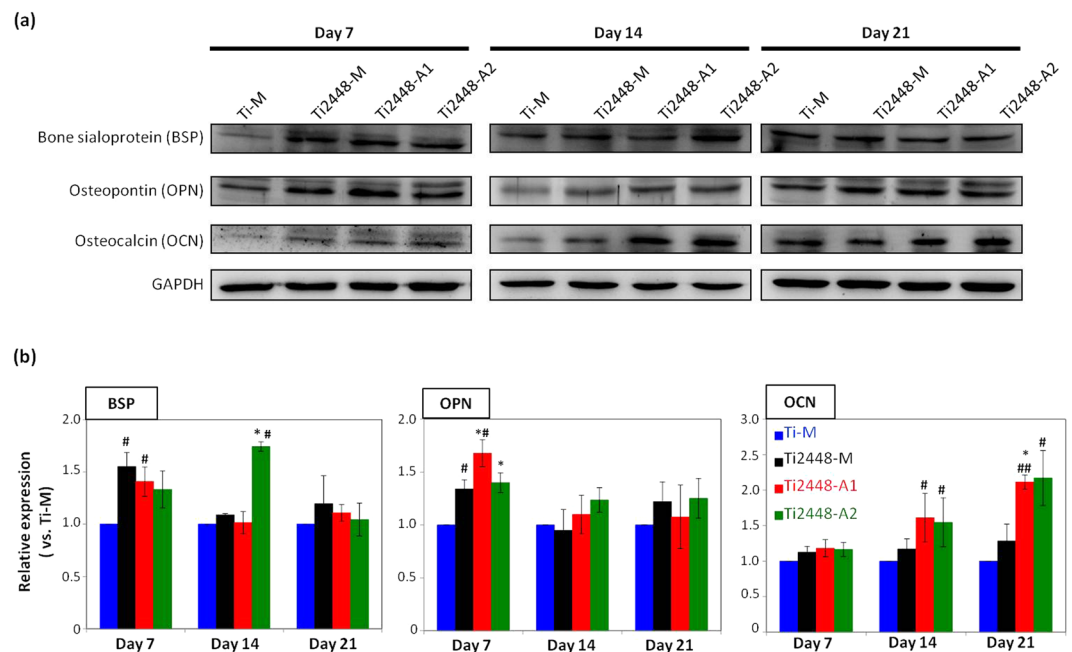 (a)
Day 7 Day 14 Day 21
Ti-M Ti2448-M Ti2448-A1 Ti2448-A2 Ti-M Ti2448-M Ti2448-A1 Ti2448-A2 Ti-M Ti2448-M Ti2448-A1 Ti2448-A2
Bone sialoprotein (BSP)
Osteopontin (OPN)
Osteocalcin (OCN)
GAPDH
(b)
Relative expression
( vs. Ti-M)
BSP
2.0
1.5
1.0
0.5
0
# # * #
Day 7 Day 14 Day 21
OPN
2.0
1.5
1.0
0.5
0
# *# *
Day 7 Day 14 Day 21
OCN
3.0
2.5
2.0
1.5
1.0
0.5
0
Ti-M
Ti2448-M
Ti2448-A1
Ti2448-A2
# # * ## #
Day 7 Day 14 Day 21